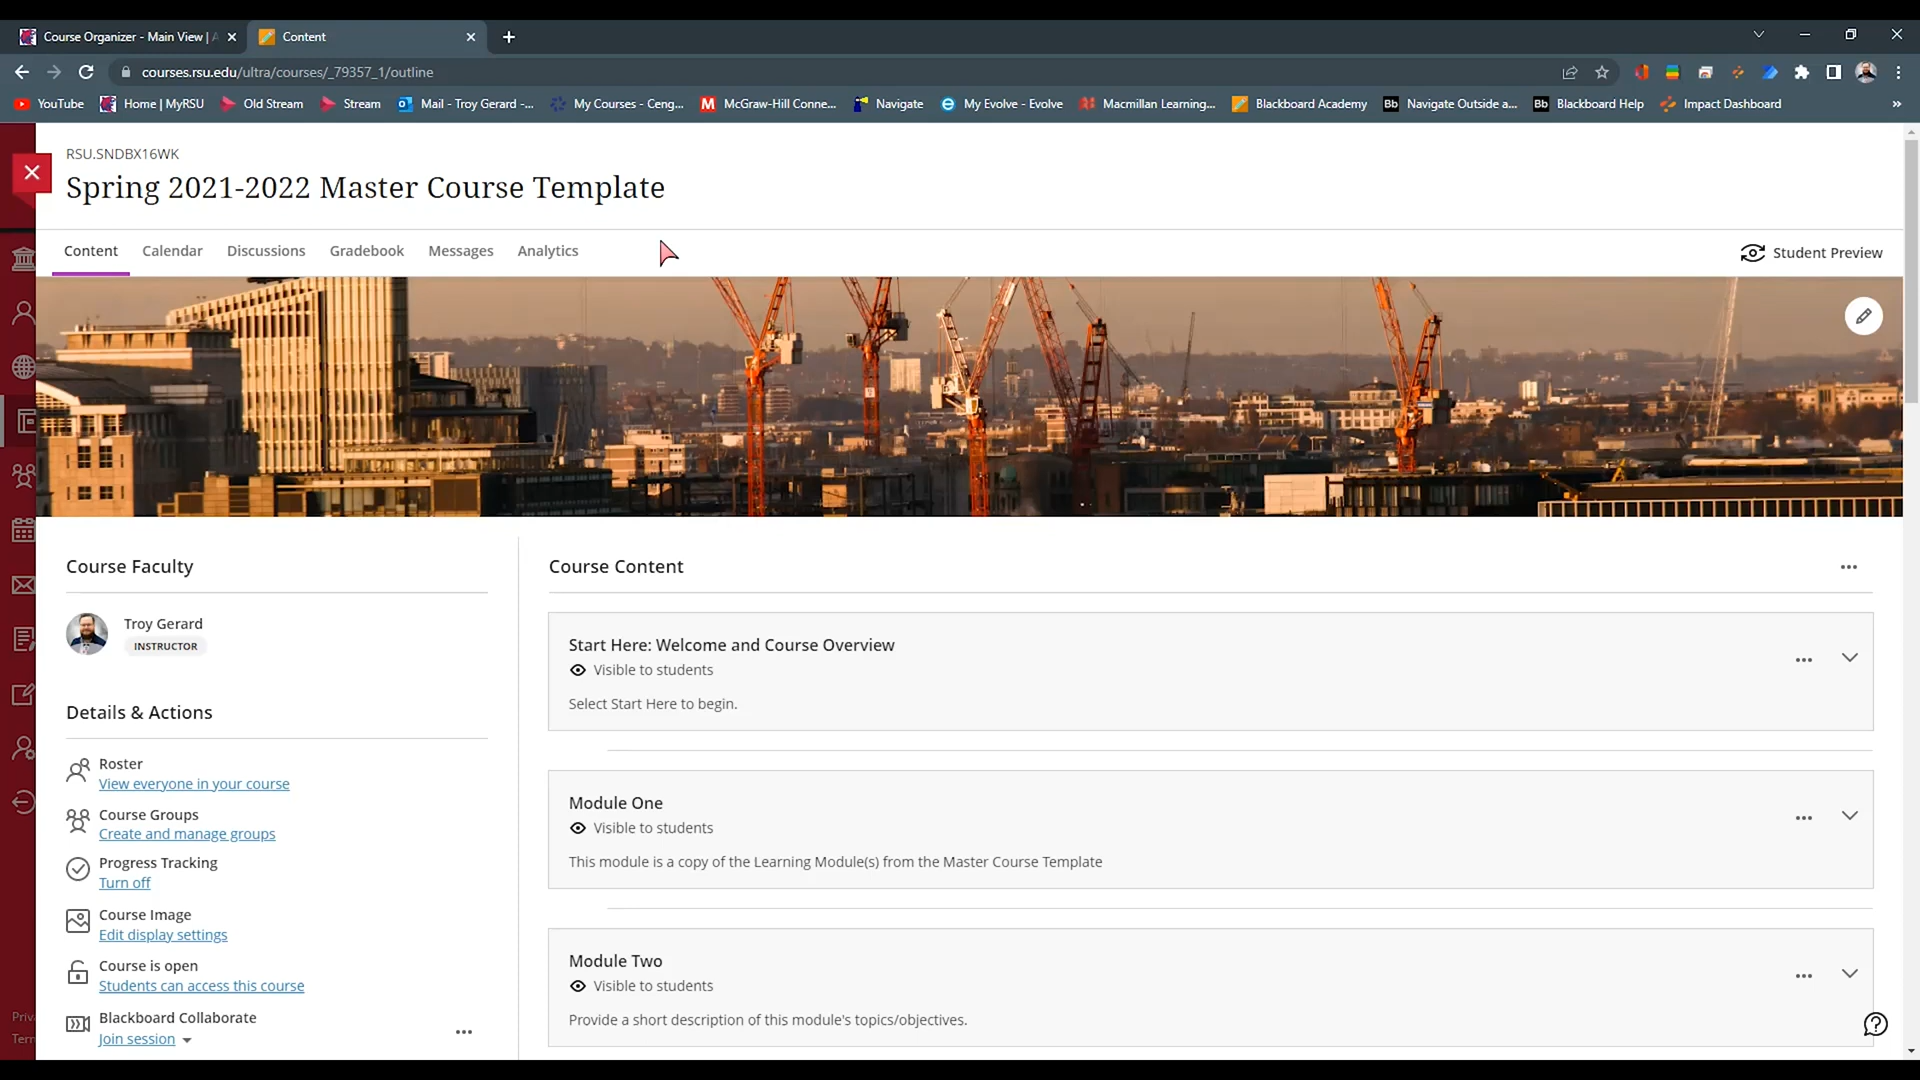 Course Organizer - Main View | A
Content
courses.rsu.edu/ultra/courses/_79357_1/outline
YouTube
Home | MyRSU
Old Stream
Stream
Mail - Troy Gerard -...
My Courses - Ceng...
McGraw-Hill Conne...
Navigate
My Evolve - Evolve
Macmillan Learning...
Blackboard Academy
Bb Navigate Outside a...
Bb Blackboard Help
Impact Dashboard
RSU.SNDBX16WK
Spring 2021-2022 Master Course Template
Content
Calendar
Discussions
Gradebook
Messages
Analytics
Student Preview
Course Faculty
Troy Gerard
INSTRUCTOR
Details & Actions
Roster
View everyone in your course
Course Groups
Create and manage groups
Progress Tracking
Turn off
Course Image
Edit display settings
Course is open
Students can access this course
Blackboard Collaborate
Join session
Priv
Tern
Course Content
Start Here: Welcome and Course Overview
Visible to students
Select Start Here to begin.
Module One
Visible to students
This module is a copy of the Learning Module(s) from the Master Course Template
Module Two
Visible to students
Provide a short description of this module's topics/objectives.